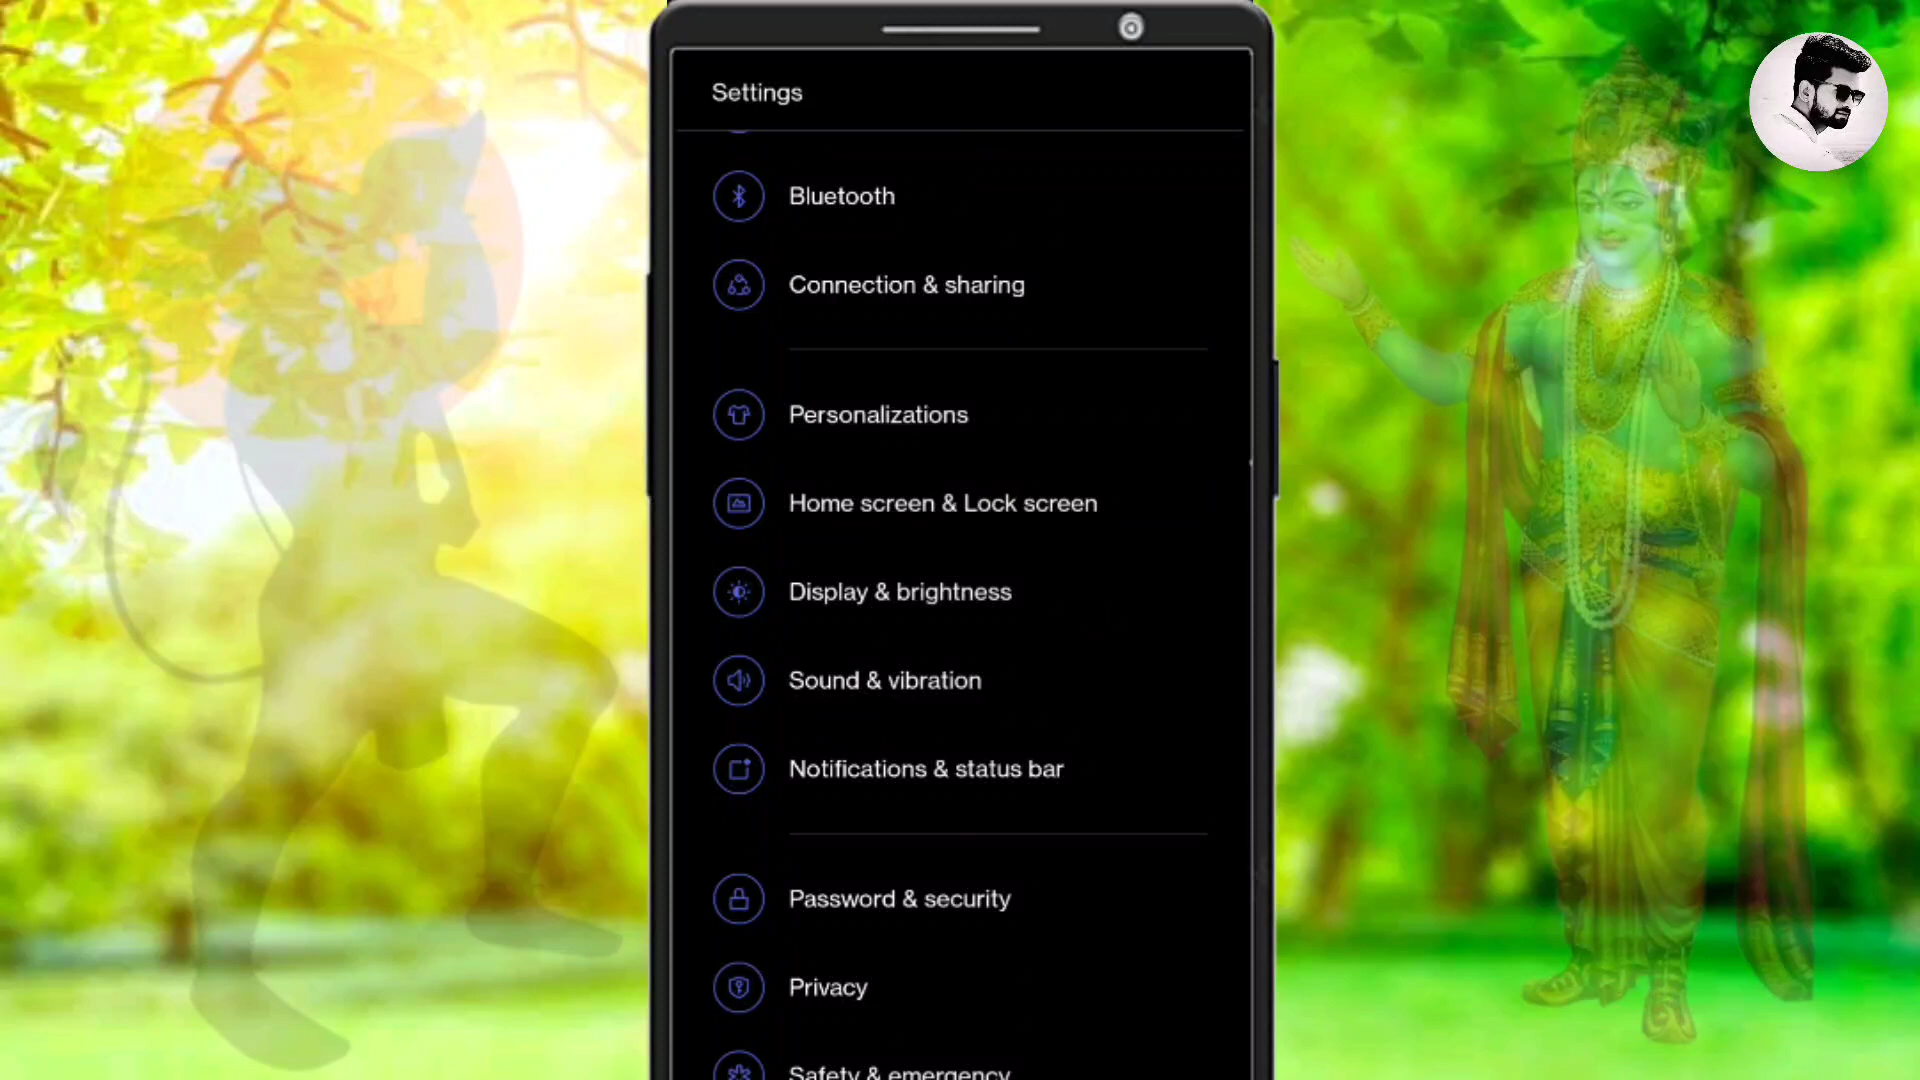 Settings
Bluetooth
Connection & sharing
Personalizations
Home screen & Lock screen
Display & brightness
Sound & vibration
Notifications & status bar
Password & security
Privacy
Safety & emergency